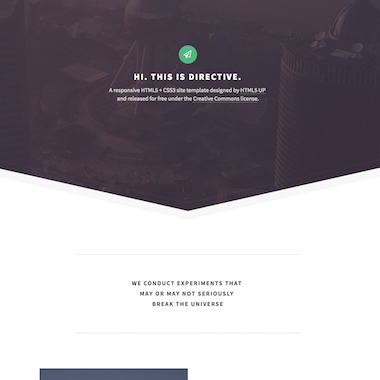 HI. THIS IS DIRECTIVE.
A responsive HTML5 + CSS3 site template designed by HTML5 UP
and released for free under the Creative Commons license.
WE CONDUCT EXPERIMENTS THAT
MAY OR MAY NOT SERIOUSLY
BREAK THE UNIVERSE